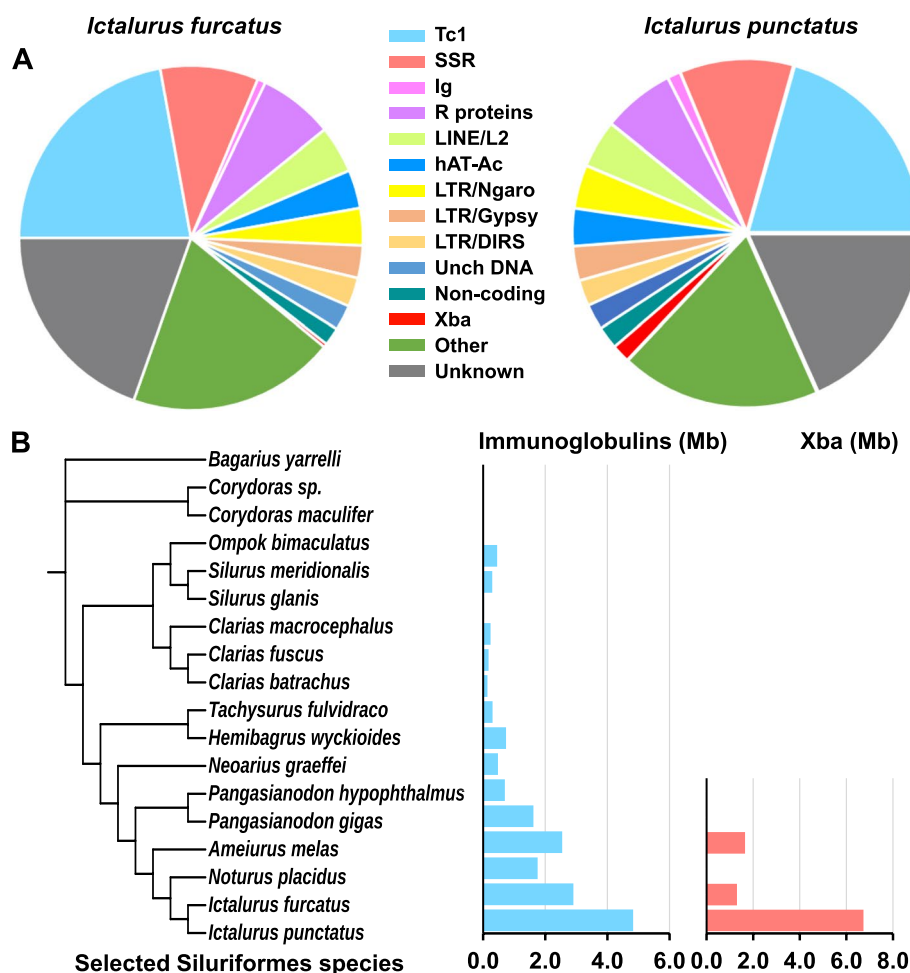 Ictalurus furcatus
Ictalurus punctatus
A
Tc1
SSR
Ig
R proteins
LINE/L2
hAT-Ac
LTR/Ngaro
LTR/Gypsy
LTR/DIRS
Unch DNA
Non-coding
Xba
Other
Unknown
B
Immunoglobulins (Mb)
Xba (Mb)
Bagarius yarrelli
Corydoras sp.
Corydoras maculifer
Ompok bimaculatus
Silurus meridionalis
Silurus glanis
Clarias macrocephalus
Clarias fuscus
Clarias batrachus
Tachysurus fulvidraco
Hemibagrus wyckioides
Neoarius graeffei
Pangasianodon hypophthalmus
Pangasianodon gigas
Ameiurus melas
Noturus placidus
Ictalurus furcatus
Ictalurus punctatus
Selected Siluriformes species
0.0 2.0 4.0 6.0
0.0 2.0 4.0 6.0 8.0